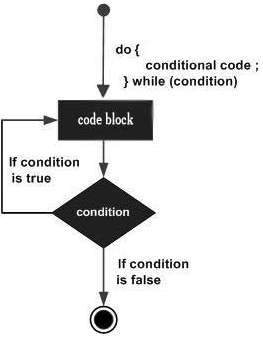 do {
conditional code ;
} while (condition)
code block
If condition
is true
condition
If condition
is false